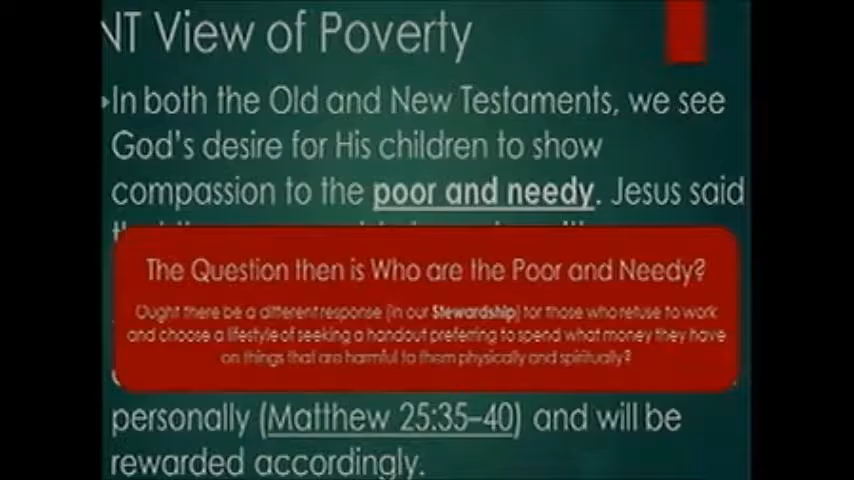 NT View of Poverty
In both the Old and New Testaments, we see
God's desire for His children to show
compassion to the poor and needy. Jesus said
The Question then is Who are the Poor and Needy?
Ought there be a different response (in our Stewardship) for those who refuse to work
and choose a lifestyle of seeking a handout preferring to spend what money they have
on things that are harmful to them physically and spiritually?
personally (Matthew 25:35–40) and will be
rewarded accordingly.